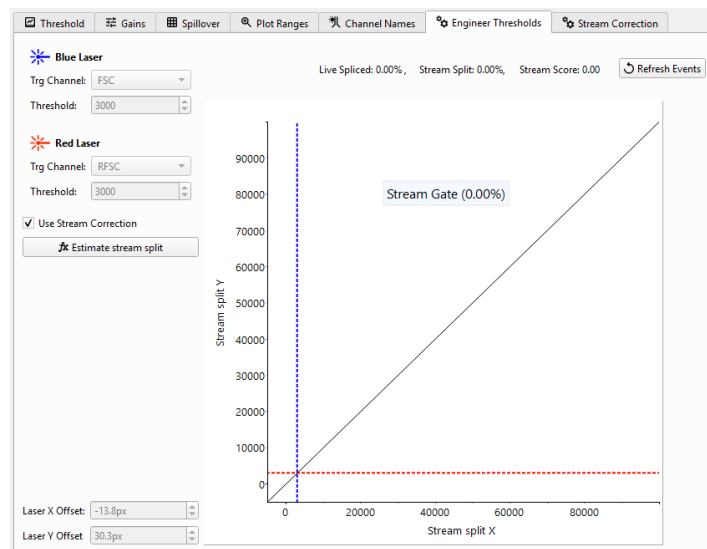 Threshold Gains Spillover Plot Ranges Channel Names Engineer Thresholds Stream Correction
Blue Laser
Trg Channel: FSC
Threshold: 3000
Live Spliced: 0.00% , Stream Split: 0.00%, Stream Score: 0.00 Refresh Events
Red Laser
Trg Channel: RFSC
Threshold: 3000
Use Stream Correction
fx Estimate stream split
Stream Gate (0.00%)
90000
80000
70000
60000
50000
40000
30000
20000
10000
0
Stream split Y
0 20000 40000 60000 80000
Stream split X
Laser X Offset: -13.8px
Laser Y Offset 30.3px